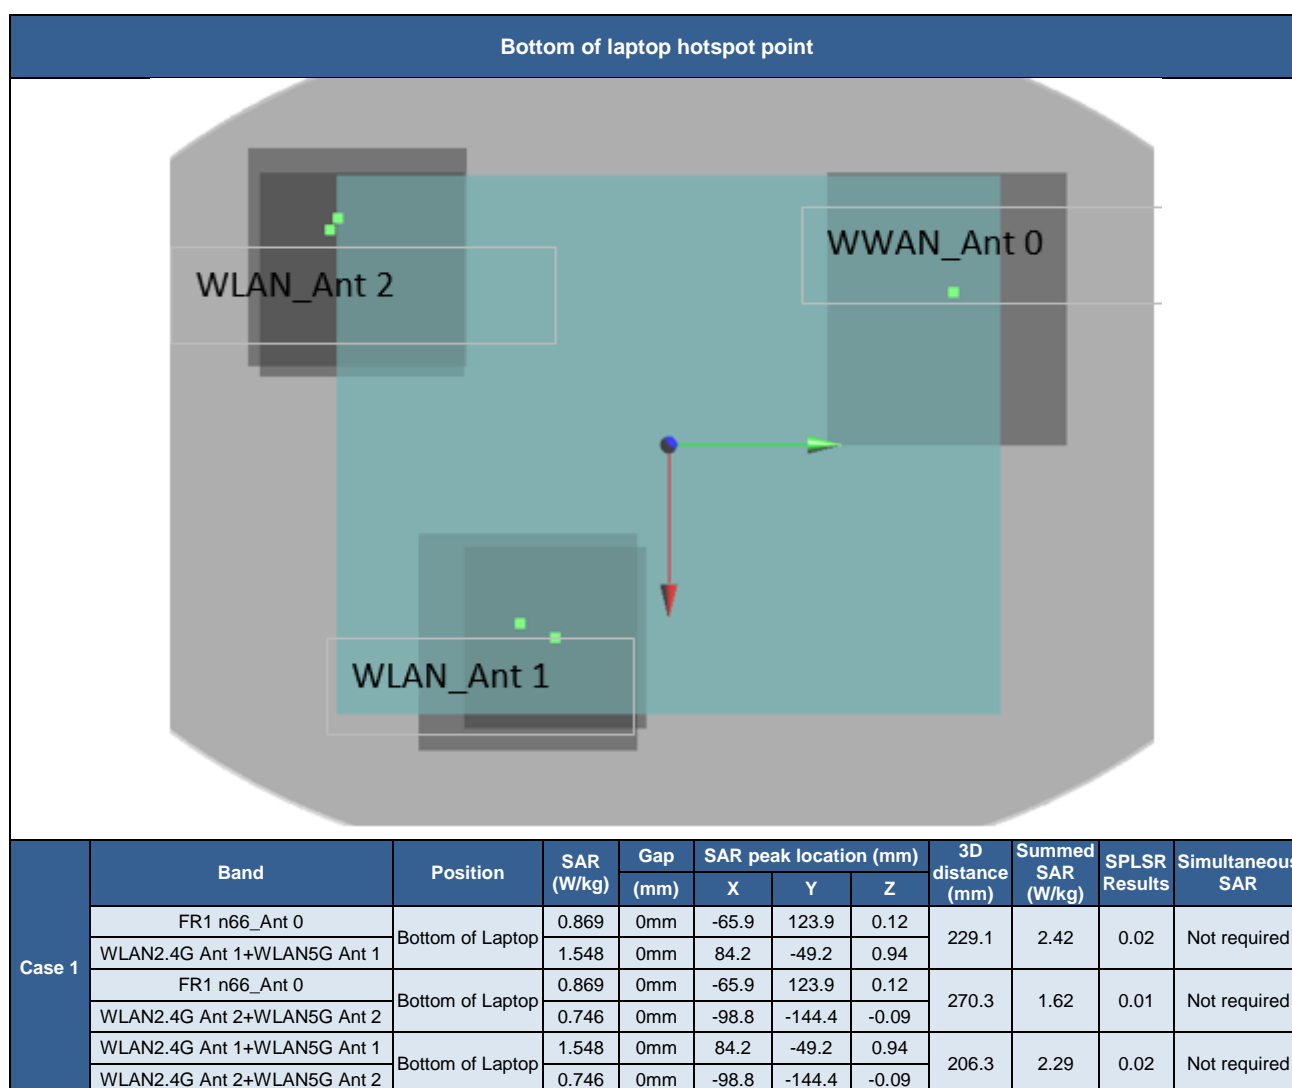 Bottom of laptop hotspot point
WLAN_Ant 2
WWAN_Ant 0
WLAN_Ant 1
Band Position SAR (W/kg) Gap (mm) SAR peak location (mm) X Y Z 3D distance (mm) Summed SAR (W/kg) SPLSR Results Simultaneous SAR
Case 1
FR1 n66_Ant 0 Bottom of Laptop 0.869 0mm -65.9 123.9 0.12 229.1 2.42 0.02 Not required
WLAN2.4G Ant 1+WLAN5G Ant 1 1.548 0mm 84.2 -49.2 0.94
FR1 n66_Ant 0 Bottom of Laptop 0.869 0mm -65.9 123.9 0.12 270.3 1.62 0.01 Not required
WLAN2.4G Ant 2+WLAN5G Ant 2 0.746 0mm -98.8 -144.4 -0.09
WLAN2.4G Ant 1+WLAN5G Ant 1 Bottom of Laptop 1.548 0mm 84.2 -49.2 0.94 206.3 2.29 0.02 Not required
WLAN2.4G Ant 2+WLAN5G Ant 2 0.746 0mm -98.8 -144.4 -0.09